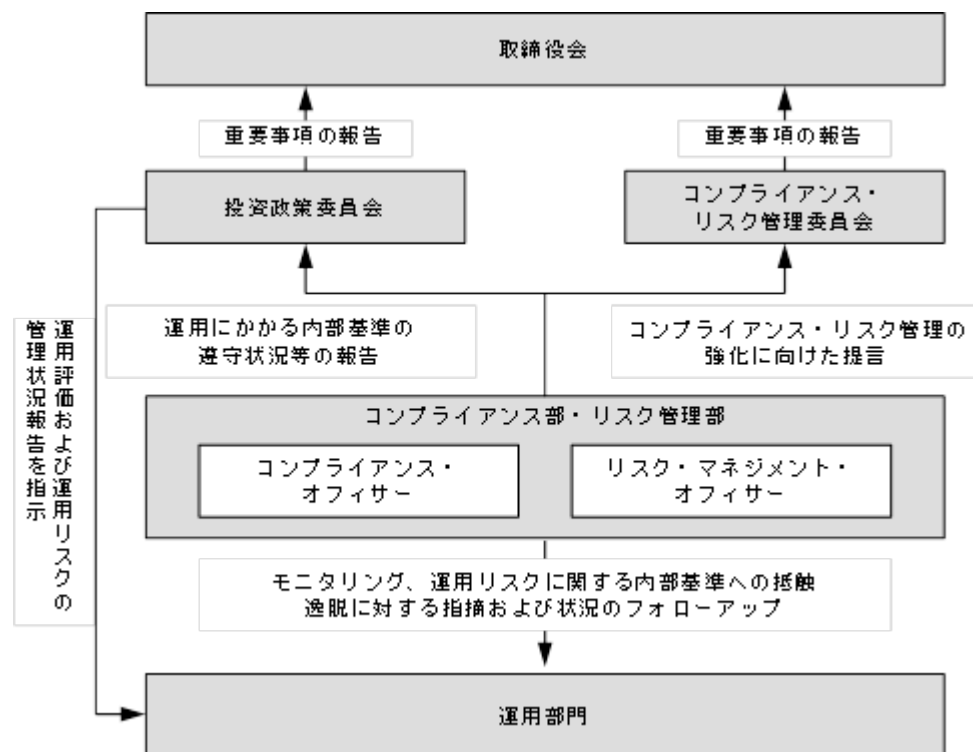 取締役会
重要事項の報告
重要事項の報告
投資政策委員会
コンプライアンス・
リスク管理委員会
運用にかかる内部基準の
遵守状況等の報告
コンプライアンス・リスク管理の
強化に向けた提言
運用評価および運用リスクの
管理状況報告を指示
コンプライアンス部・リスク管理部
コンプライアンス・
オフィサー
リスク・マネジメント・
オフィサー
モニタリング、運用リスクに関する内部基準への抵触
逸脱に対する指摘および状況のフォローアップ
運用部門